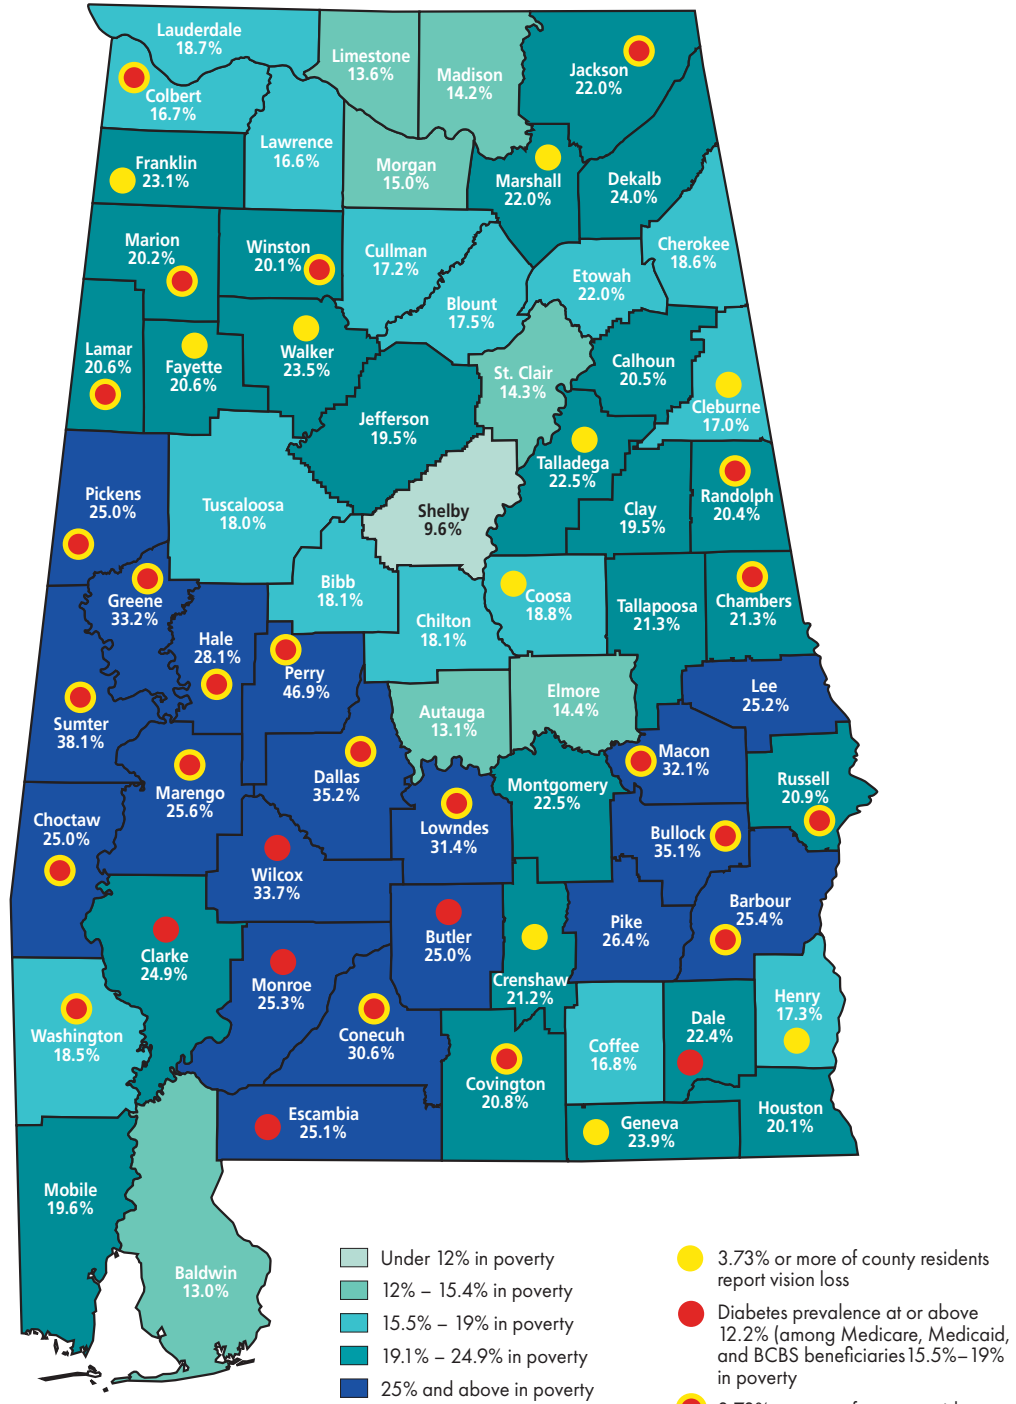 Lauderdale
18.7%
Limestone
13.6%
Madison
14.2%
Jackson
22.0%
Colbert
16.7%
Lawrence
16.6%
Franklin
23.1%
Morgan
15.0%
Marshall
22.0%
Dekalb
24.0%
Marion
20.2%
Winston
20.1%
Cullman
17.2%
Cherokee
18.6%
Etowah
22.0%
Blount
17.5%
Lamar
20.6%
Fayette
20.6%
Walker
23.5%
St. Clair
14.3%
Calhoun
20.5%
Cleburne
17.0%
Jefferson
19.5%
Talladega
22.5%
Pickens
25.0%
Tuscaloosa
18.0%
Shelby
9.6%
Clay
19.5%
Randolph
20.4%
Greene
33.2%
Bibb
18.1%
Chilton
18.1%
Coosa
18.8%
Tallapoosa
21.3%
Chambers
21.3%
Hale
28.1%
Perry
46.9%
Sumter
38.1%
Autauga
13.1%
Elmore
14.4%
Lee
25.2%
Marengo
25.6%
Dallas
35.2%
Montgomery
22.5%
Macon
32.1%
Russell
20.9%
Choctaw
25.0%
Lowndes
31.4%
Bullock
35.1%
Wilcox
33.7%
Barbour
25.4%
Clarke
24.9%
Butler
25.0%
Pike
26.4%
Monroe
25.3%
Crenshaw
21.2%
Henry
17.3%
Washington
18.5%
Conecuh
30.6%
Coffee
16.8%
Dale
22.4%
Covington
20.8%
Escambia
25.1%
Geneva
23.9%
Houston
20.1%
Mobile
19.6%
Baldwin
13.0%
Under 12% in poverty
12% – 15.4% in poverty
15.5% – 19% in poverty
19.1% – 24.9% in poverty
25% and above in poverty
3.73% or more of county residents
report vision loss
Diabetes prevalence at or above
12.2% (among Medicare, Medicaid,
and BCBS beneficiaries15.5%–19%
in poverty